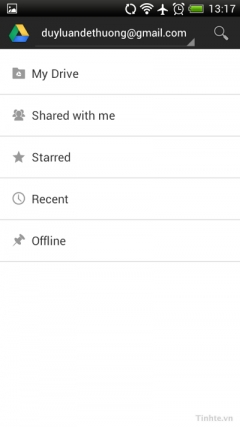 13:17
duyluandethuong@gmail.com
My Drive
Shared with me
Starred
Recent
Offline
Tinhte.vn